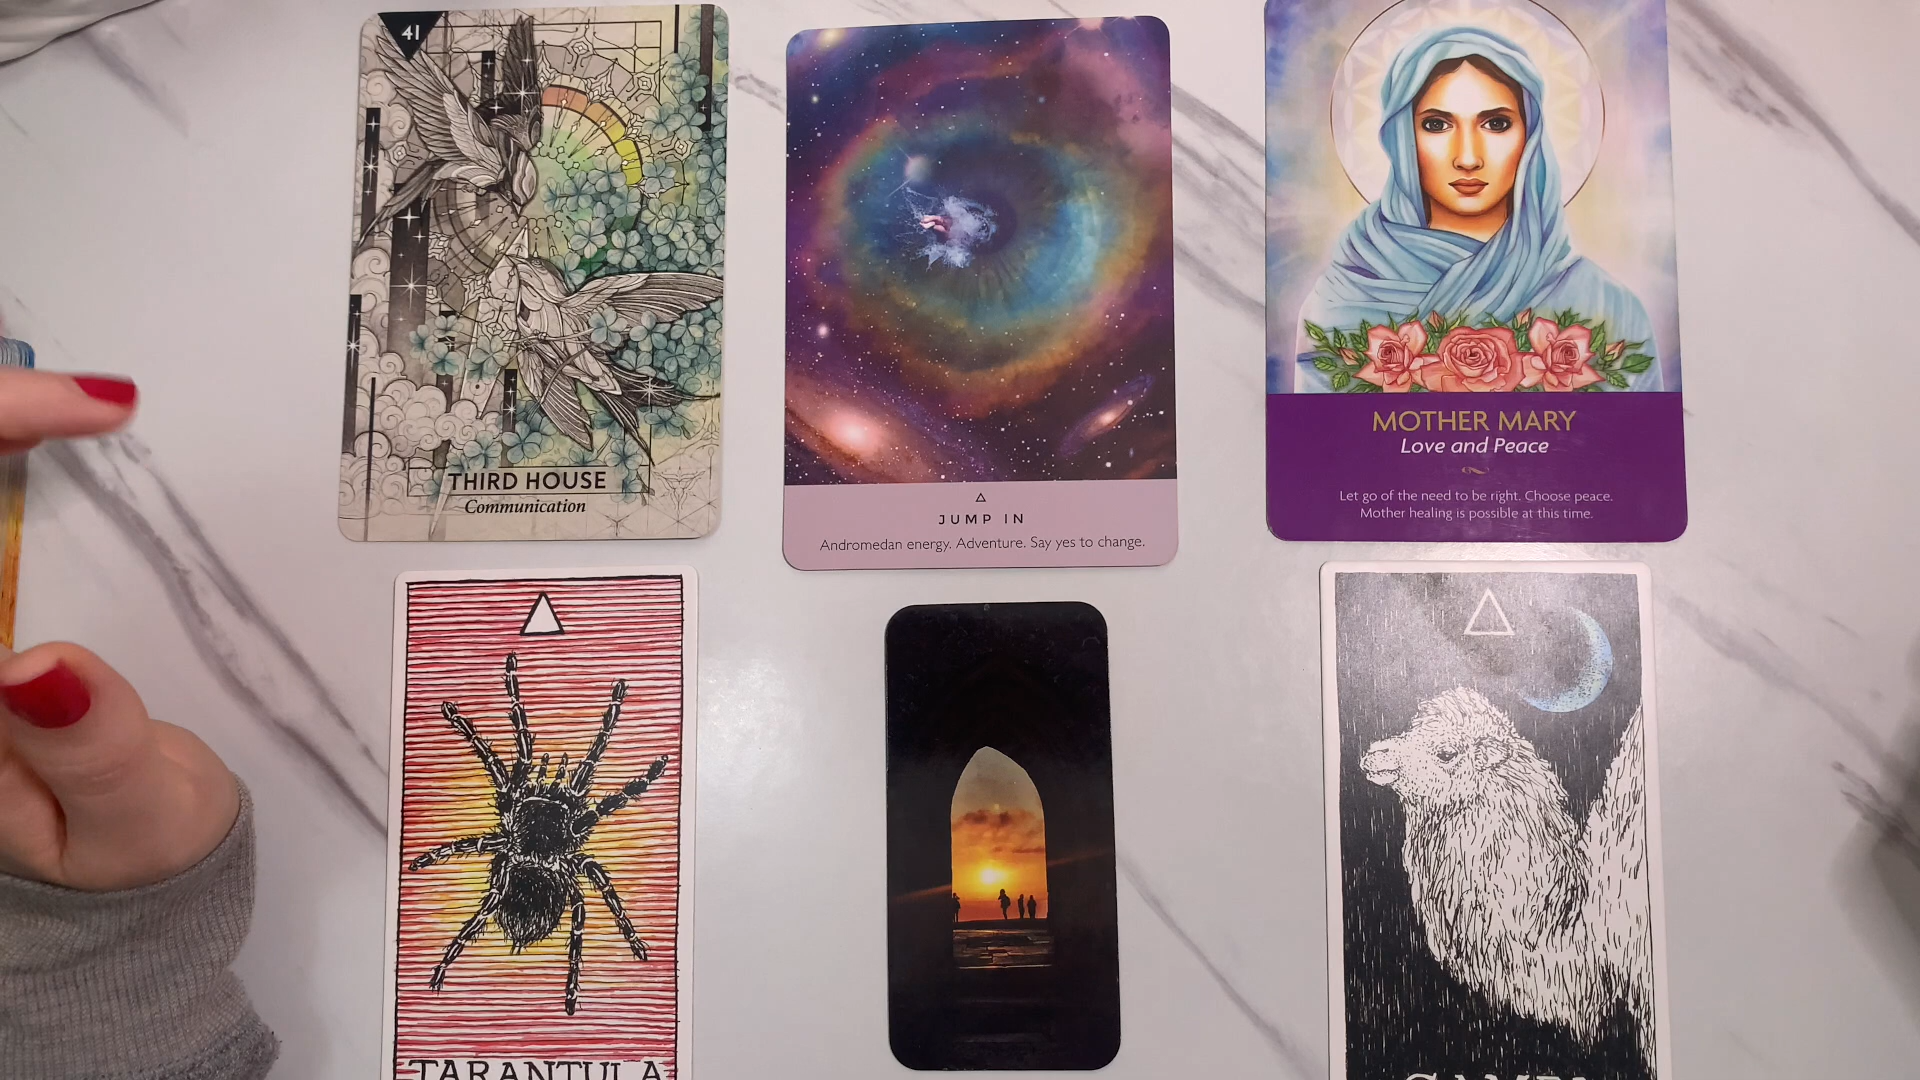 41
THIRD HOUSE
Communication
JUMP IN
Andromedan energy. Adventure. Say yes to change.
MOTHER MARY
Love and Peace
Let go of the need to be right. Choose peace.
Mother healing is possible at this time.
TARANTULA